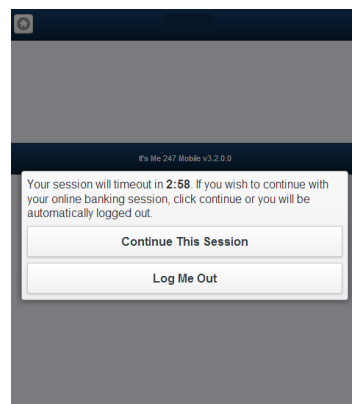 It's Me 247 Mobile v3.2.0.0
Your session will timeout in 2:58. If you wish to continue with
your online banking session, click continue or you will be
automatically logged out.
Continue This Session
Log Me Out